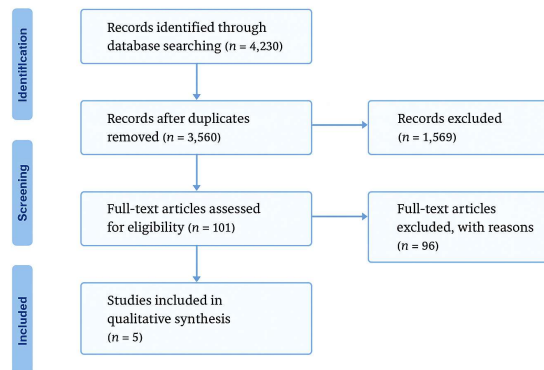 Identification
Records identified through
database searching (n = 4,230)
Records after duplicates
removed (n = 3,560)
Records excluded
(n = 1,569)
Screening
Full-text articles assessed
for eligibility (n = 101)
Full-text articles
excluded, with reasons
(n = 96)
Included
Studies included in
qualitative synthesis
(n = 5)